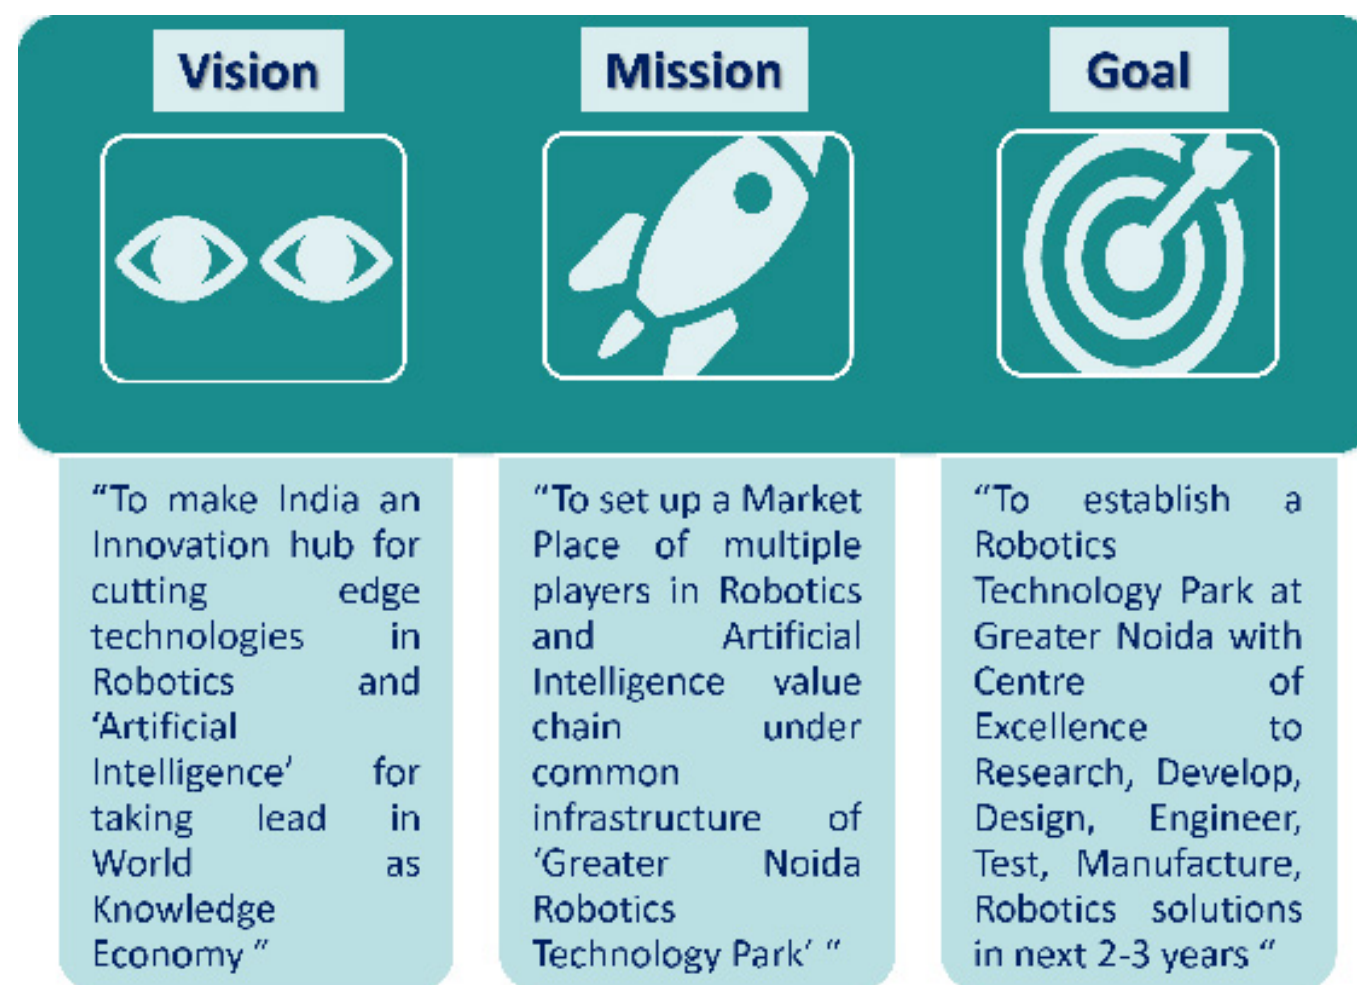 Vision
Mission
Goal
“To make India an
Innovation hub for
cutting edge
technologies in
Robotics and
‘Artificial
Intelligence’ for
taking lead in
World as
Knowledge
Economy ”
“To set up a Market
Place of multiple
players in Robotics
and Artificial
Intelligence value
chain under
common
infrastructure of
‘Greater Noida
Robotics
Technology Park’ “
“To establish a
Robotics
Technology Park at
Greater Noida with
Centre of
Excellence to
Research, Develop,
Design, Engineer,
Test, Manufacture,
Robotics solutions
in next 2-3 years “